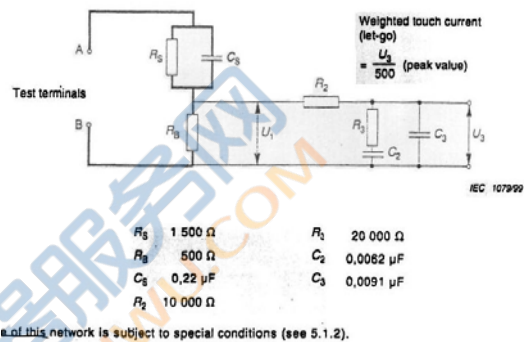 Weighted touch current
(let-go)
= U3/500 (peak value)
A
RS
CS
Test terminals
R2
B
RB
U1
R3
C2
C3
U3
IEC 1079/99
RS 1 500 Ω
R3 20 000 Ω
RB 500 Ω
C2 0,0062 µF
CS 0,22 µF
C3 0,0091 µF
R2 10 000 Ω
e of this network is subject to special conditions (see 5.1.2).